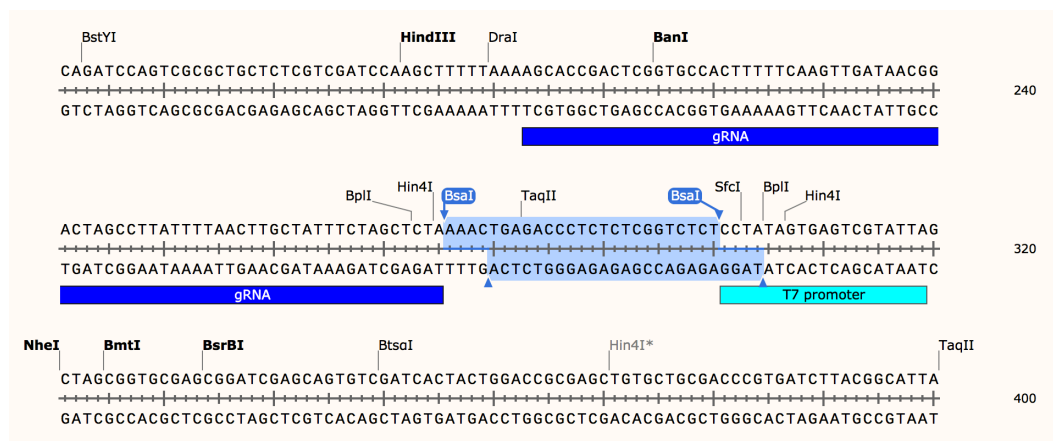 BstYI HindIII DraI BanI
CAGATCCAGTCGCGCTGCTCTCGTCGATCCAAGCTTTTTAAAAGCACCGACTCGGTGCCACTTTTTCAAGTTGATAACGG
240
GTCTAGGTCAGCGCGACGAGAGCAGCTAGGTTCGAAAAATTTTCGTGGCTGAGCCACGGTGAAAAAGTTCAACTATTGCC
gRNA
BplI Hin4I BsaI TaqII BsaI SfcI BplI Hin4I
ACTAGCCTTATTTTAACTTGCTATTTCTAGCTCTAAAACTGAGACCCTCTCTCGGTCTCTCCTATAGTGAGTCGTATTAG
320
TGATCGGAATAAAATTGAACGATAAAGATCGAGATTTTGACTCTGGGAGAGAGCCAGAGAGGATATCACTCAGCATAATC
gRNA T7 promoter
NheI BmtI BsrBI BtsαI Hin4I* TaqII
CTAGCGGTGCGAGCGGATCGAGCAGTGTCGATCACTACTGGACCGCGAGCTGTGCTGCGACCCGTGATCTTACGGCATTA
400
GATCGCCACGCTCGCCTAGCTCGTCACAGCTAGTGATGACCTGGCGCTCGACACGACGCTGGGCACTAGAATGCCGTAAT